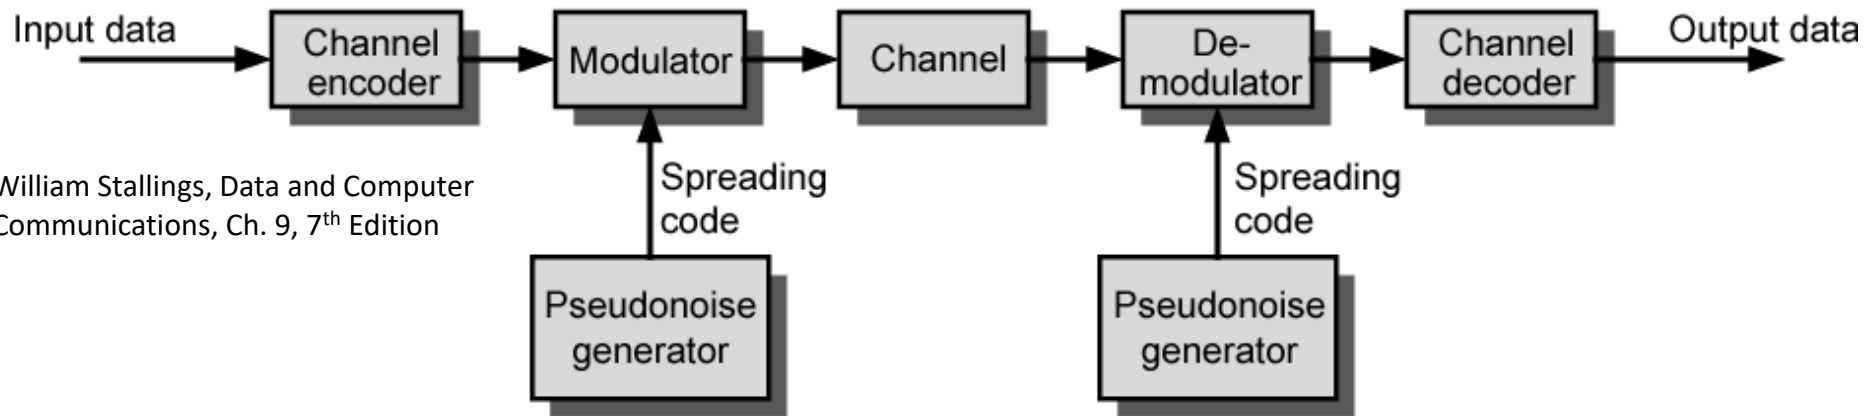 Input data
Channel
encoder
Modulator
Channel
De-
modulator
Channel
decoder
Output data
William Stallings, Data and Computer
Communications, Ch. 9, 7th Edition
Spreading
code
Spreading
code
Pseudonoise
generator
Pseudonoise
generator